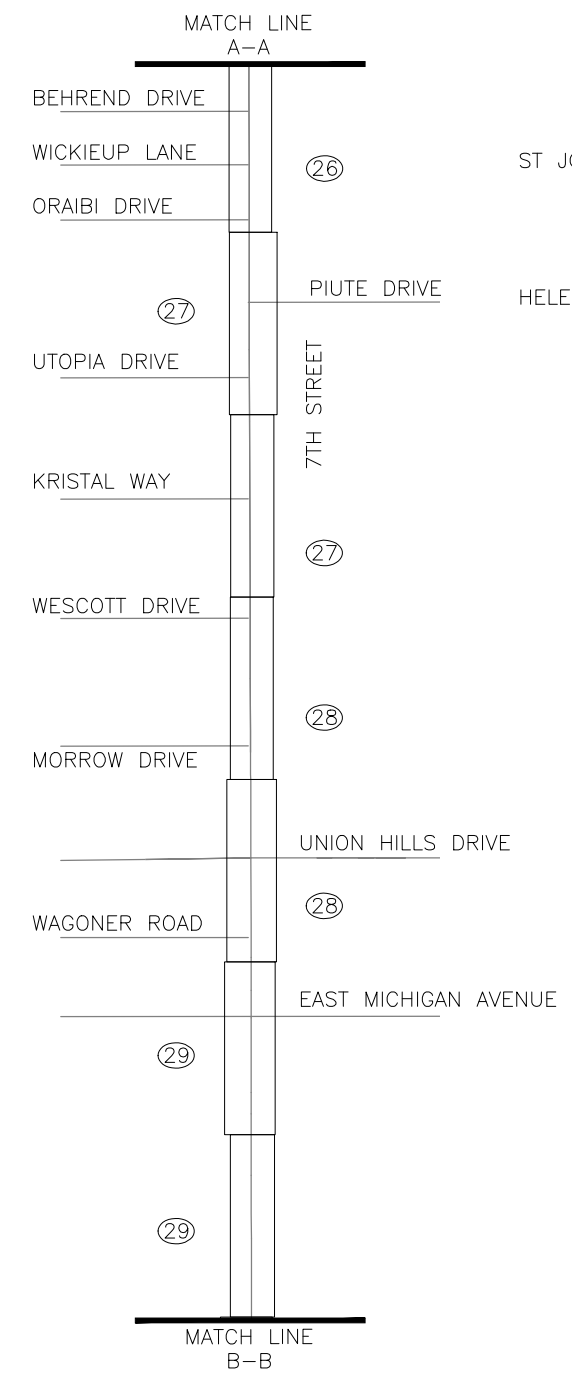 MATCH LINE
A-A
BEHREND DRIVE
WICKIEUP LANE
26
ST
ORAIBI DRIVE
PIUTE DRIVE
27
UTOPIA DRIVE
7TH STREET
KRISTAL WAY
27
WESCOTT DRIVE
28
MORROW DRIVE
UNION HILLS DRIVE
28
WAGONER ROAD
EAST MICHIGAN AVENUE
29
29
MATCH LINE
B-B